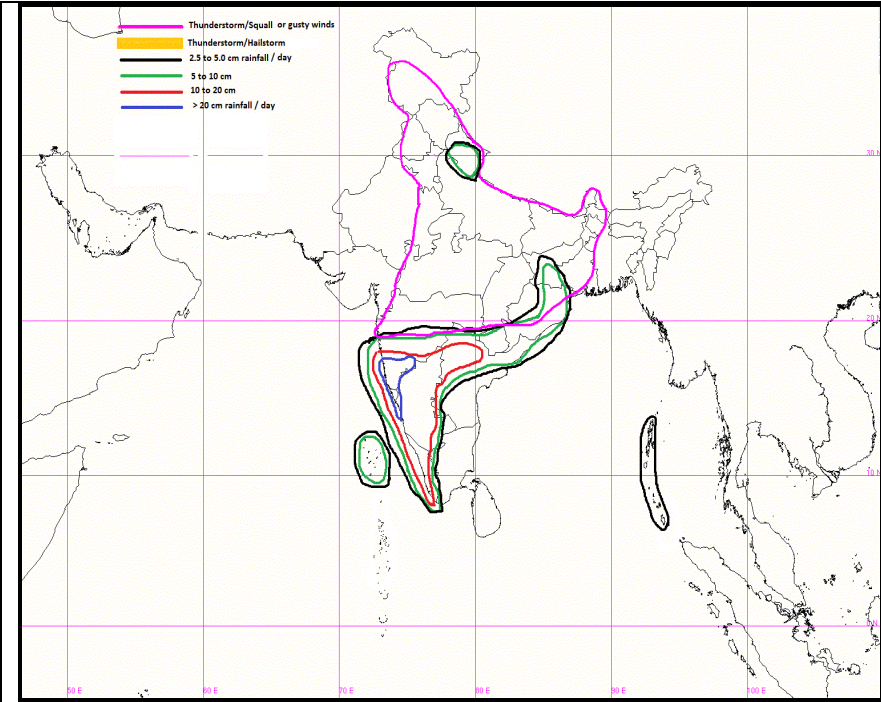 Thunderstorm/Squall or gusty winds
Thunderstorm/Hailstorm
2.5 to 5.0 cm rainfall / day
5 to 10 cm
10 to 20 cm
> 20 cm rainfall / day
30 N
20 N
10 N
0 N
50 E
60 E
70 E
80 E
90 E
100 E